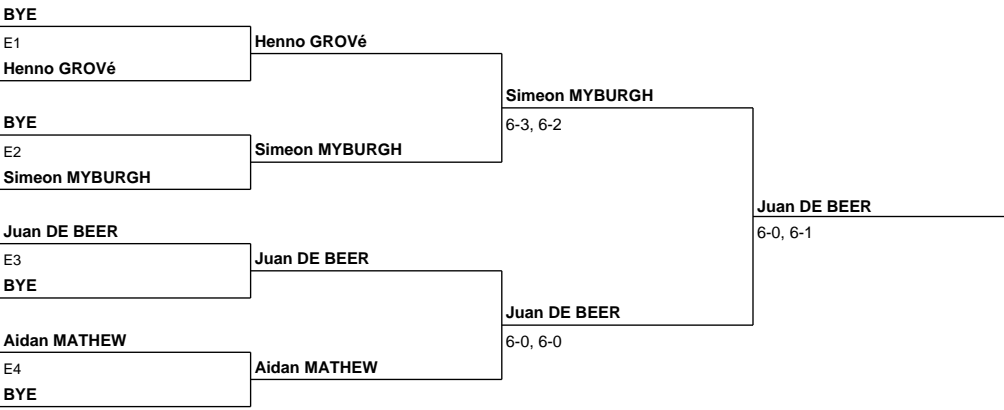 BYE
E1
Henno GROVé
Henno GROVé
BYE
E2
Simeon MYBURGH
Simeon MYBURGH
Simeon MYBURGH
6-3, 6-2
Juan DE BEER
E3
BYE
Juan DE BEER
Aidan MATHEW
E4
BYE
Aidan MATHEW
Juan DE BEER
6-0, 6-0
Juan DE BEER
6-0, 6-1